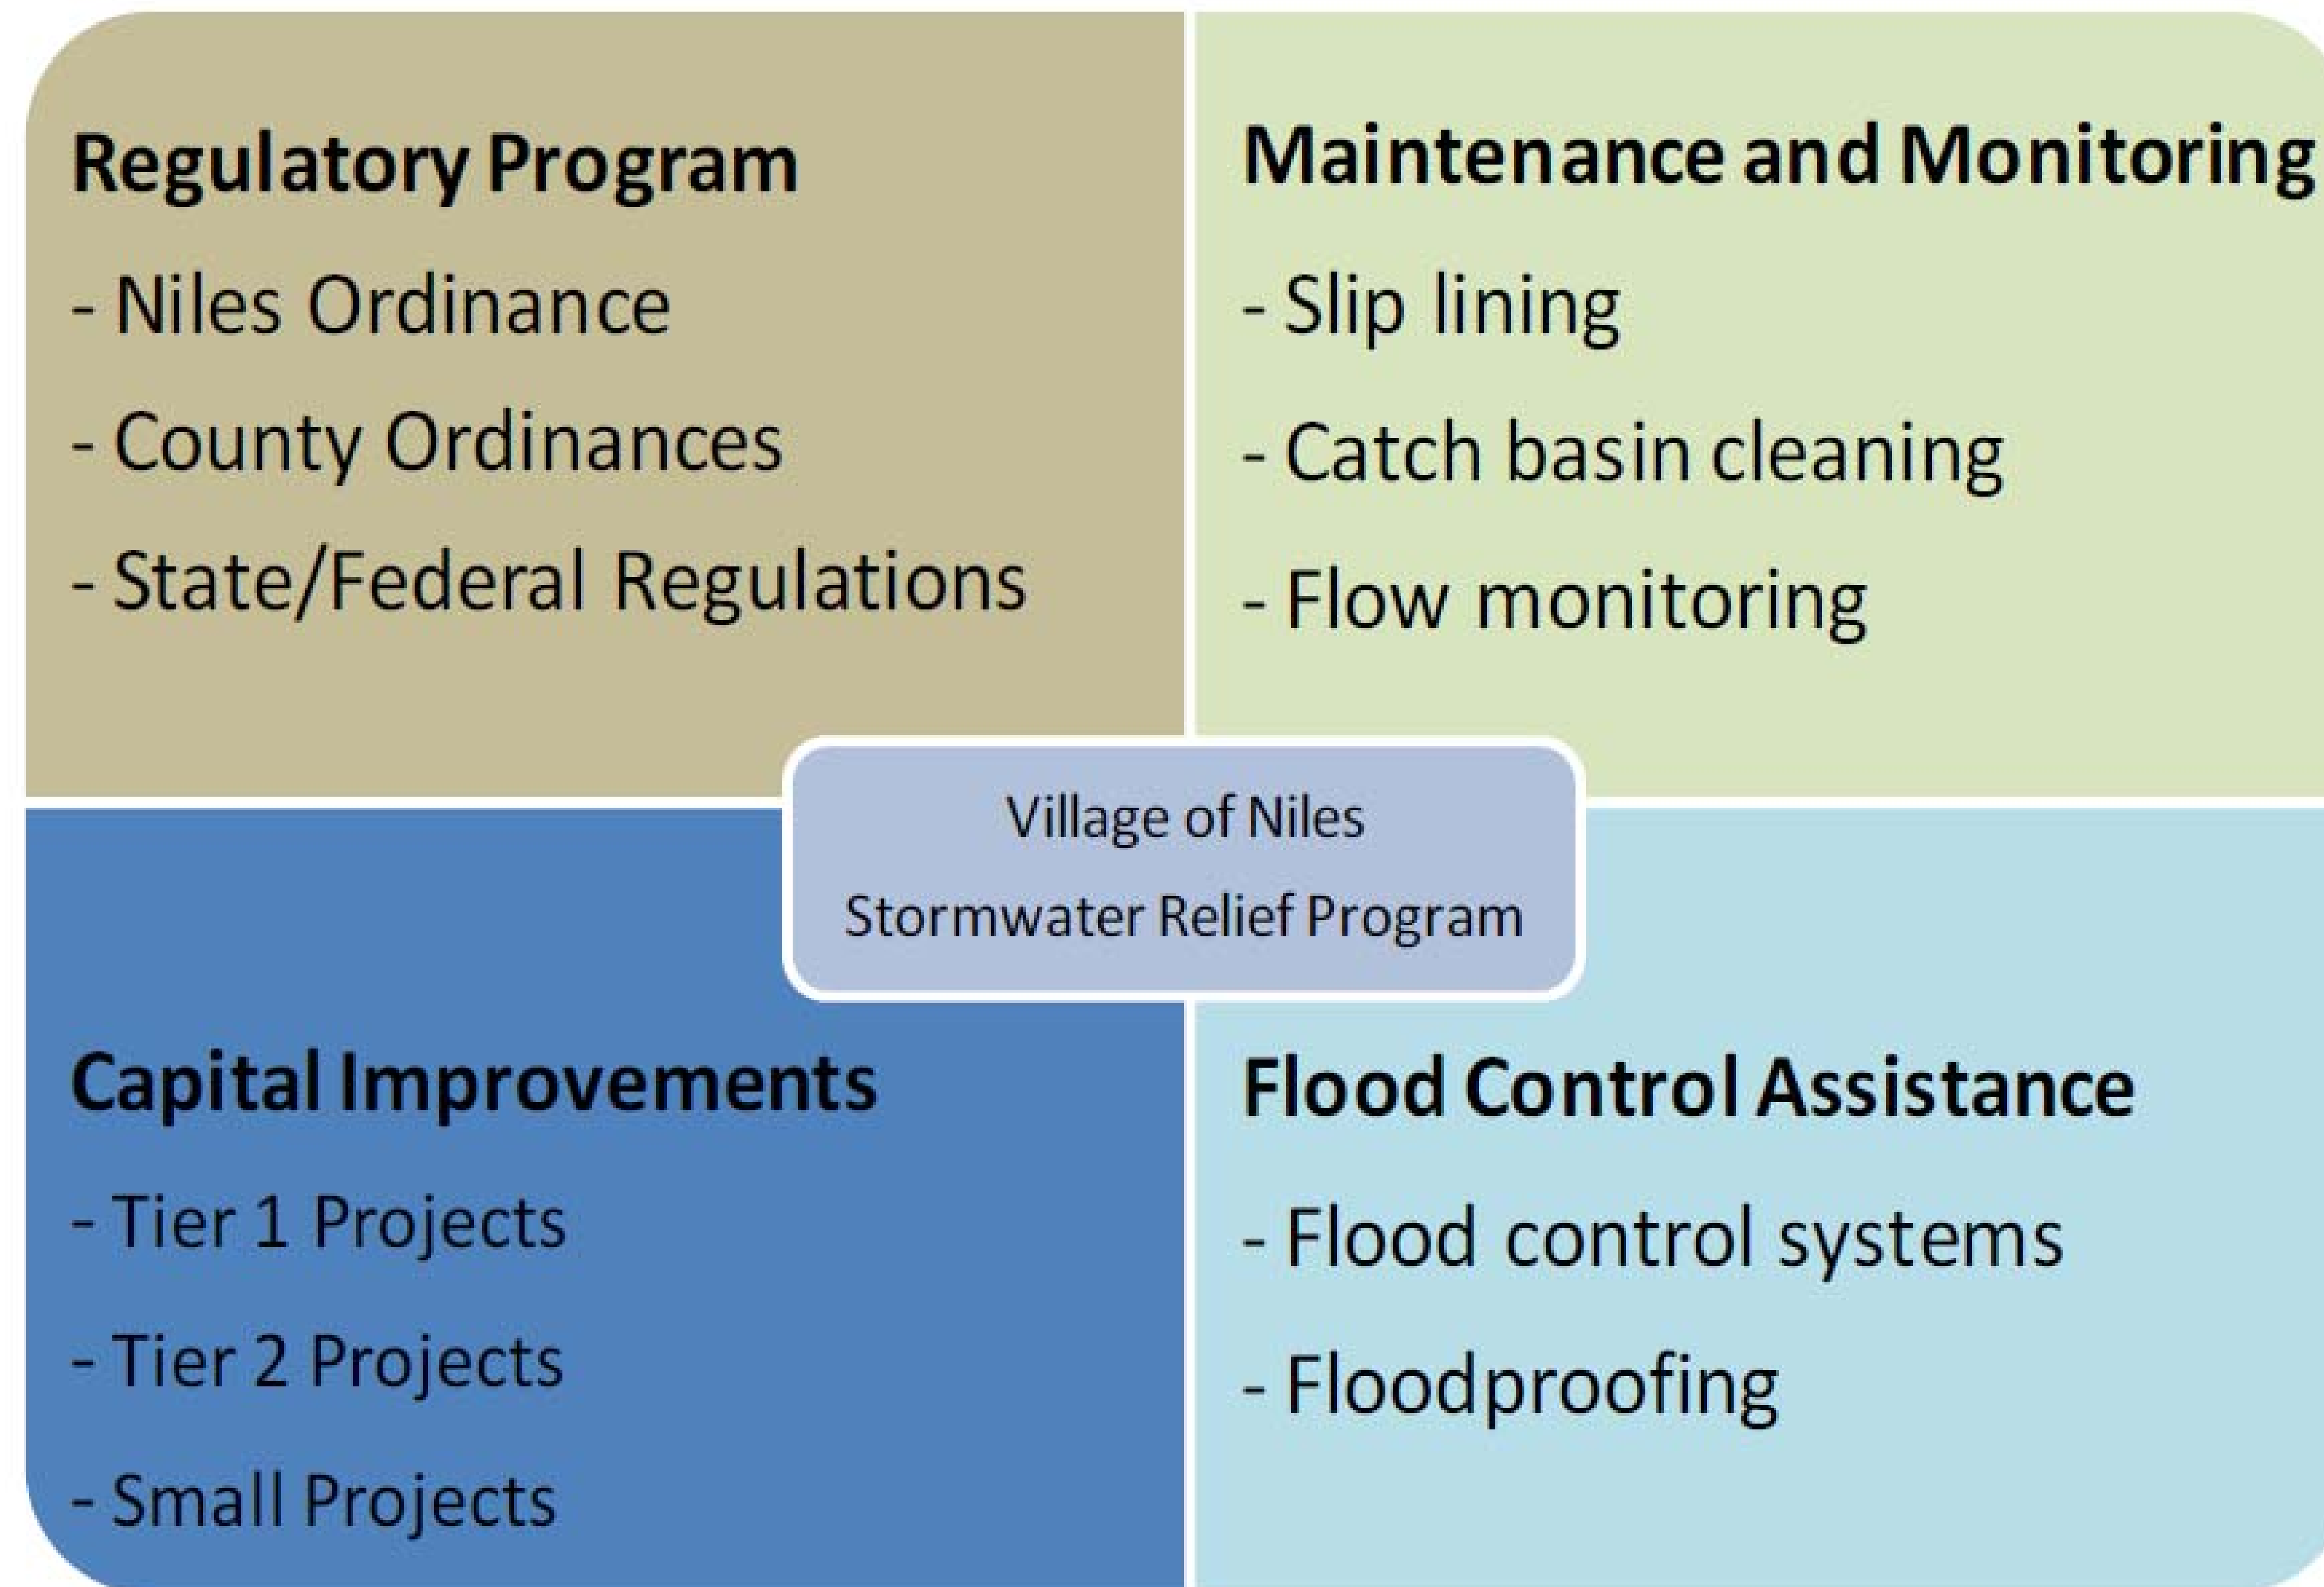 Regulatory Program
- Niles Ordinance
- County Ordinances
- State/Federal Regulations
Maintenance and Monitoring
- Slip lining
- Catch basin cleaning
- Flow monitoring
Village of Niles
Stormwater Relief Program
Capital Improvements
- Tier 1 Projects
- Tier 2 Projects
- Small Projects
Flood Control Assistance
- Flood control systems
- Floodproofing